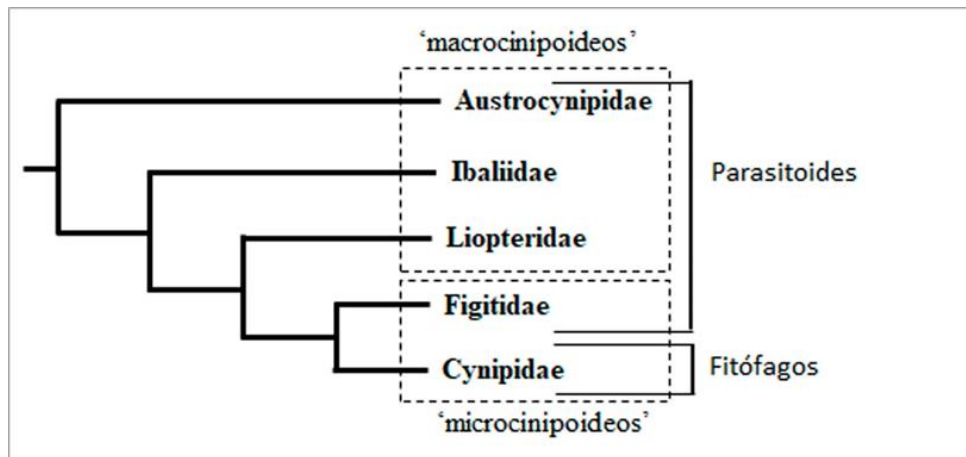 ‘macrocinipoideos’
Austrocynipidae
Ibaliidae
Parasitoides
Liopteridae
Figitidae
Cynipidae
Fitófagos
‘microcinipoideos’